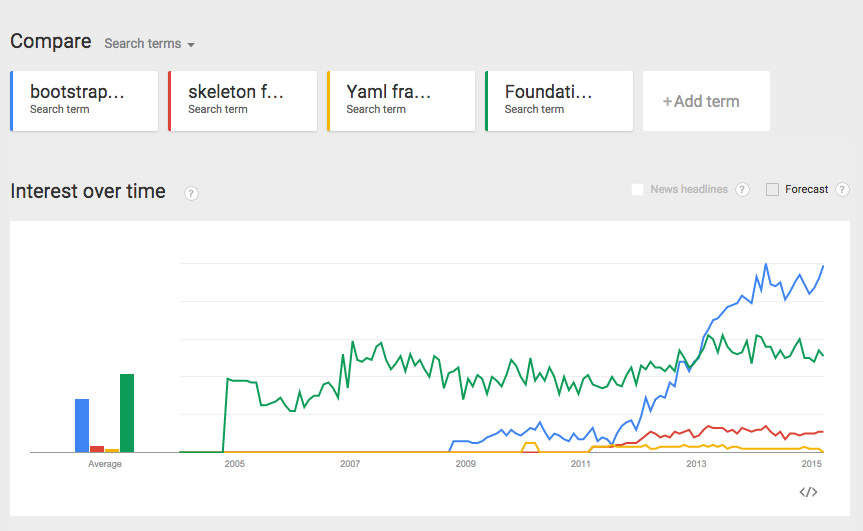 Compare Search terms
bootstrap... skeleton f... Yaml fra... Foundati... +Add term
Search term Search term Search term Search term
Interest over time ? News headlines ? Forecast ?
Average 2005 2007 2009 2011 2013 2015
</>